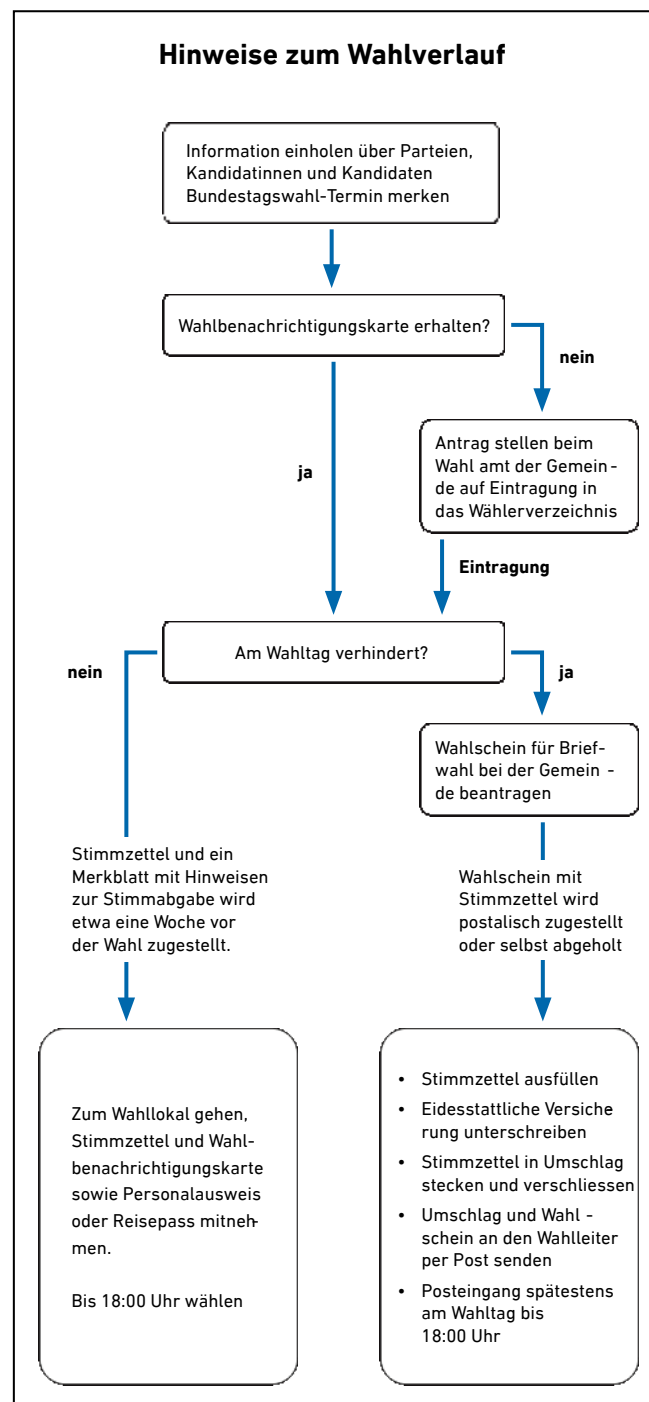 Hinweise zum Wahlverlauf
Information einholen über Parteien,
Kandidatinnen und Kandidaten
Bundestagswahl-Termin merken
Wahlbenachrichtigungskarte erhalten?
nein
ja
Antrag stellen beim
Wahl amt der Gemein -
de auf Eintragung in
das Wählerverzeichnis
Eintragung
Am Wahltag verhindert?
nein
ja
Wahlschein für Brief-
wahl bei der Gemein -
de beantragen
Stimmzettel und ein
Merkblatt mit Hinweisen
zur Stimmabgabe wird
etwa eine Woche vor
der Wahl zugestellt.
Wahlschein mit
Stimmzettel wird
postalisch zugestellt
oder selbst abgeholt
Zum Wahllokal gehen,
Stimmzettel und Wahl-
benachrichtigungskarte
sowie Personalausweis
oder Reisepass mitneh-
men.
Bis 18:00 Uhr wählen
• Stimmzettel ausfüllen
• Eidesstattliche Versiche
rung unterschreiben
• Stimmzettel in Umschlag
stecken und verschliessen
• Umschlag und Wahl -
schein an den Wahlleiter
per Post senden
• Posteingang spätestens
am Wahltag bis
18:00 Uhr